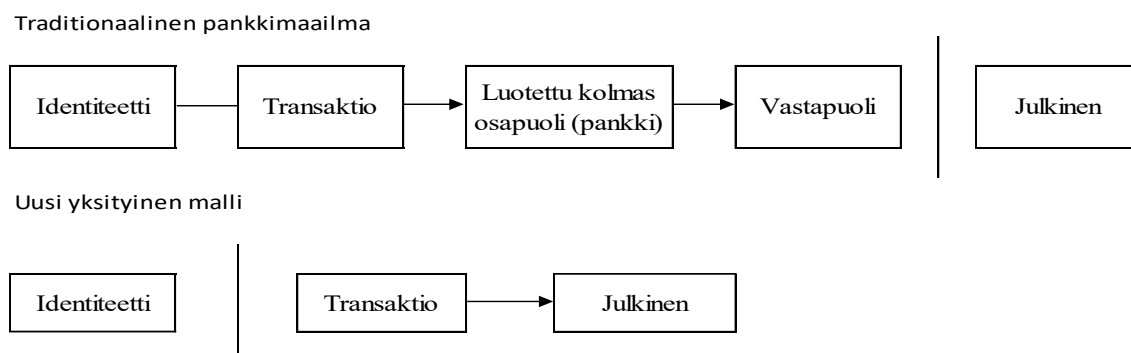 Traditionaalinen pankkimaailma
Identiteetti
Transaktio
Luotettu kolmas
osapuoli (pankki)
Vastapuoli
Julkinen
Uusi yksityinen malli
Identiteetti
Transaktio
Julkinen